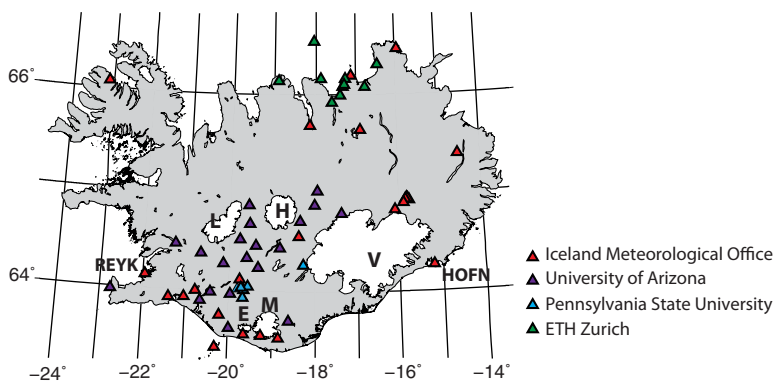 66°
L
H
REYK
V
HOFN
64°
E
M
−24°
−22°
−20°
−18°
−16°
−14°
Iceland Meteorological Office
University of Arizona
Pennsylvania State University
ETH Zurich